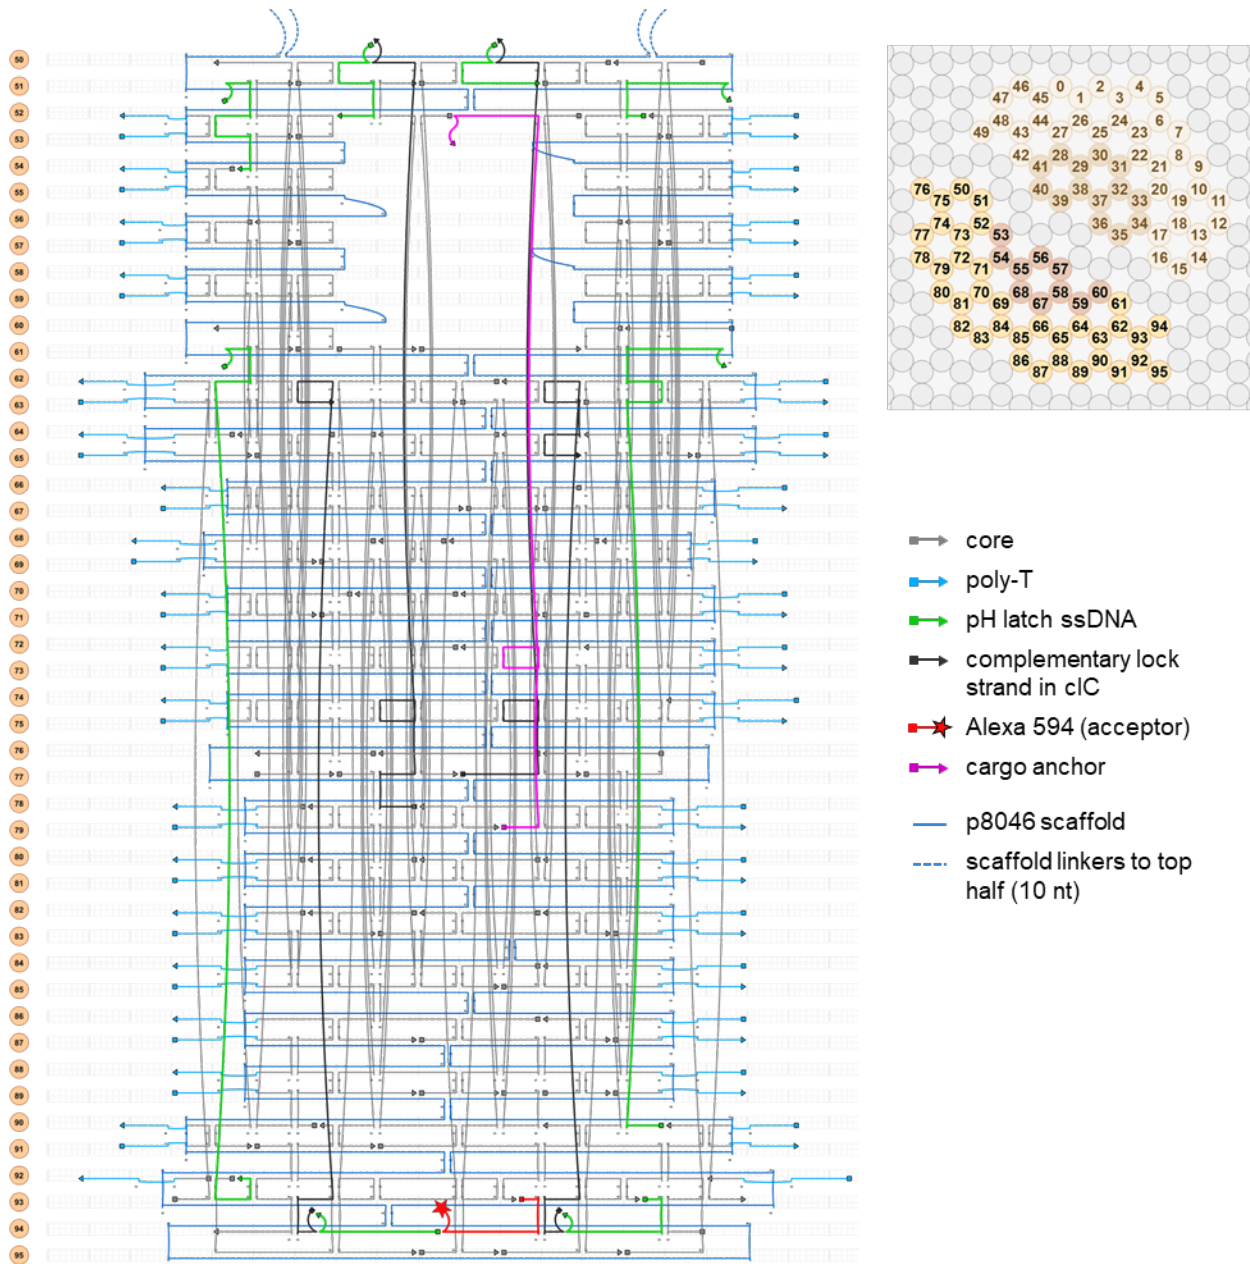 50
51
52
53
54
55
56
57
58
59
60
61
62
63
64
65
66
67
68
69
70
71
72
73
74
75
76
77
78
79
80
81
82
83
84
85
86
87
88
89
90
91
92
93
94
95
46 0 2 4
47 45 1 3 5
48 44 26 24 6
49 43 27 25 23 7
42 28 30 22 8
41 29 31 21 9
76 50 40 38 32 20 10
75 51 39 37 33 19 11
74 52 36 34 18 12
77 73 53 35 17 13
78 72 54 56 16 14
79 71 55 57 15
80 70 68 58 60
81 69 67 59 61
82 84 66 64 62 94
83 85 65 63 93
86 88 90 92
87 89 91 95
core
poly-T
pH latch ssDNA
complementary lock
strand in clC
Alexa 594 (acceptor)
cargo anchor
p8046 scaffold
scaffold linkers to top
half (10 nt)